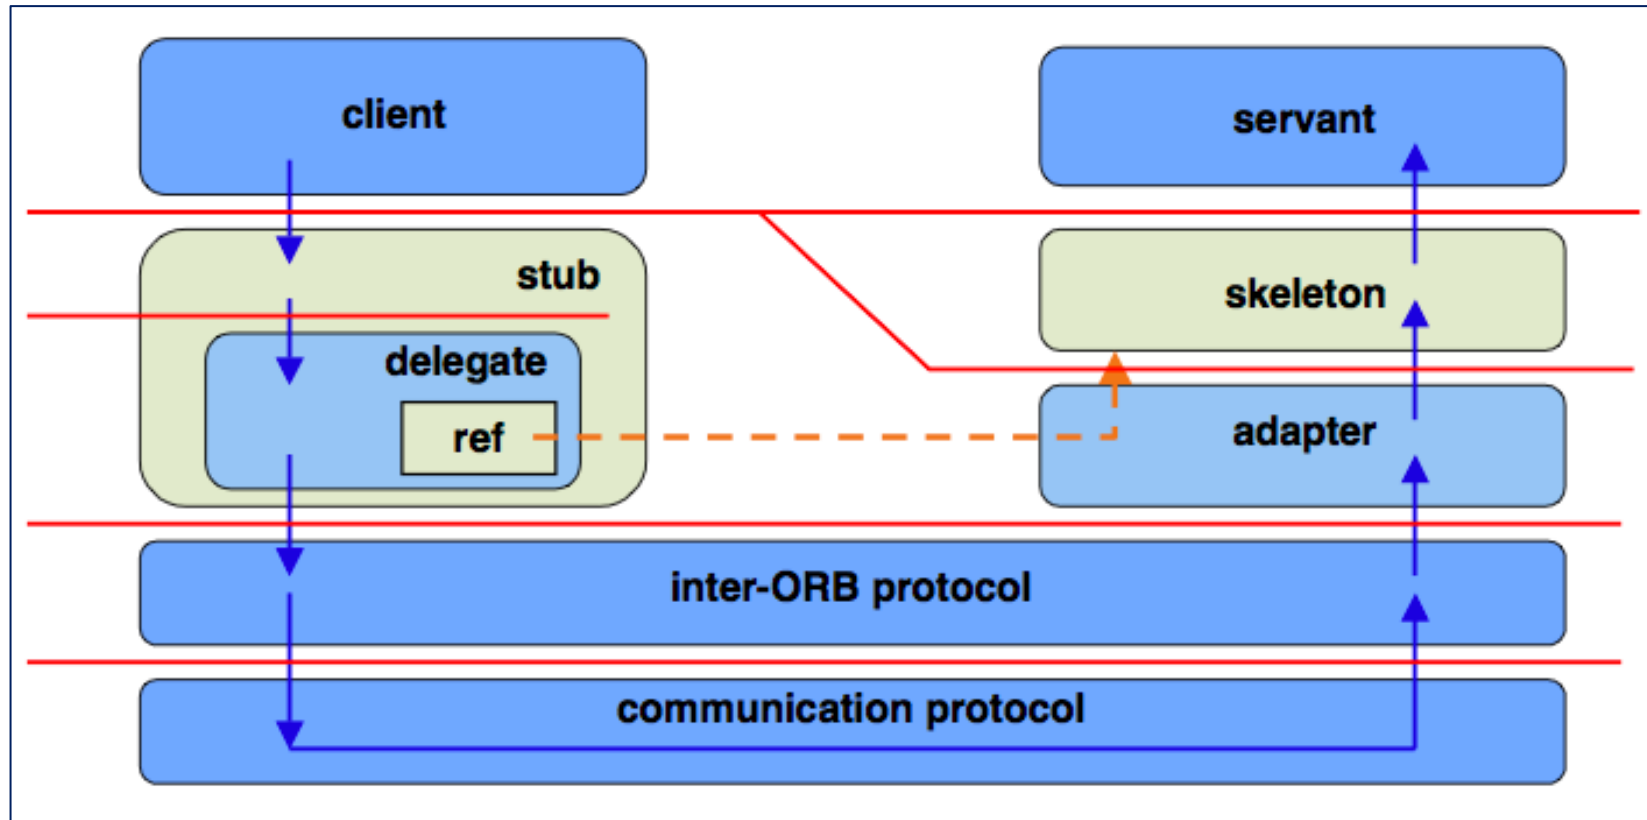 client
servant
stub
skeleton
delegate
ref
adapter
inter-ORB protocol
communication protocol